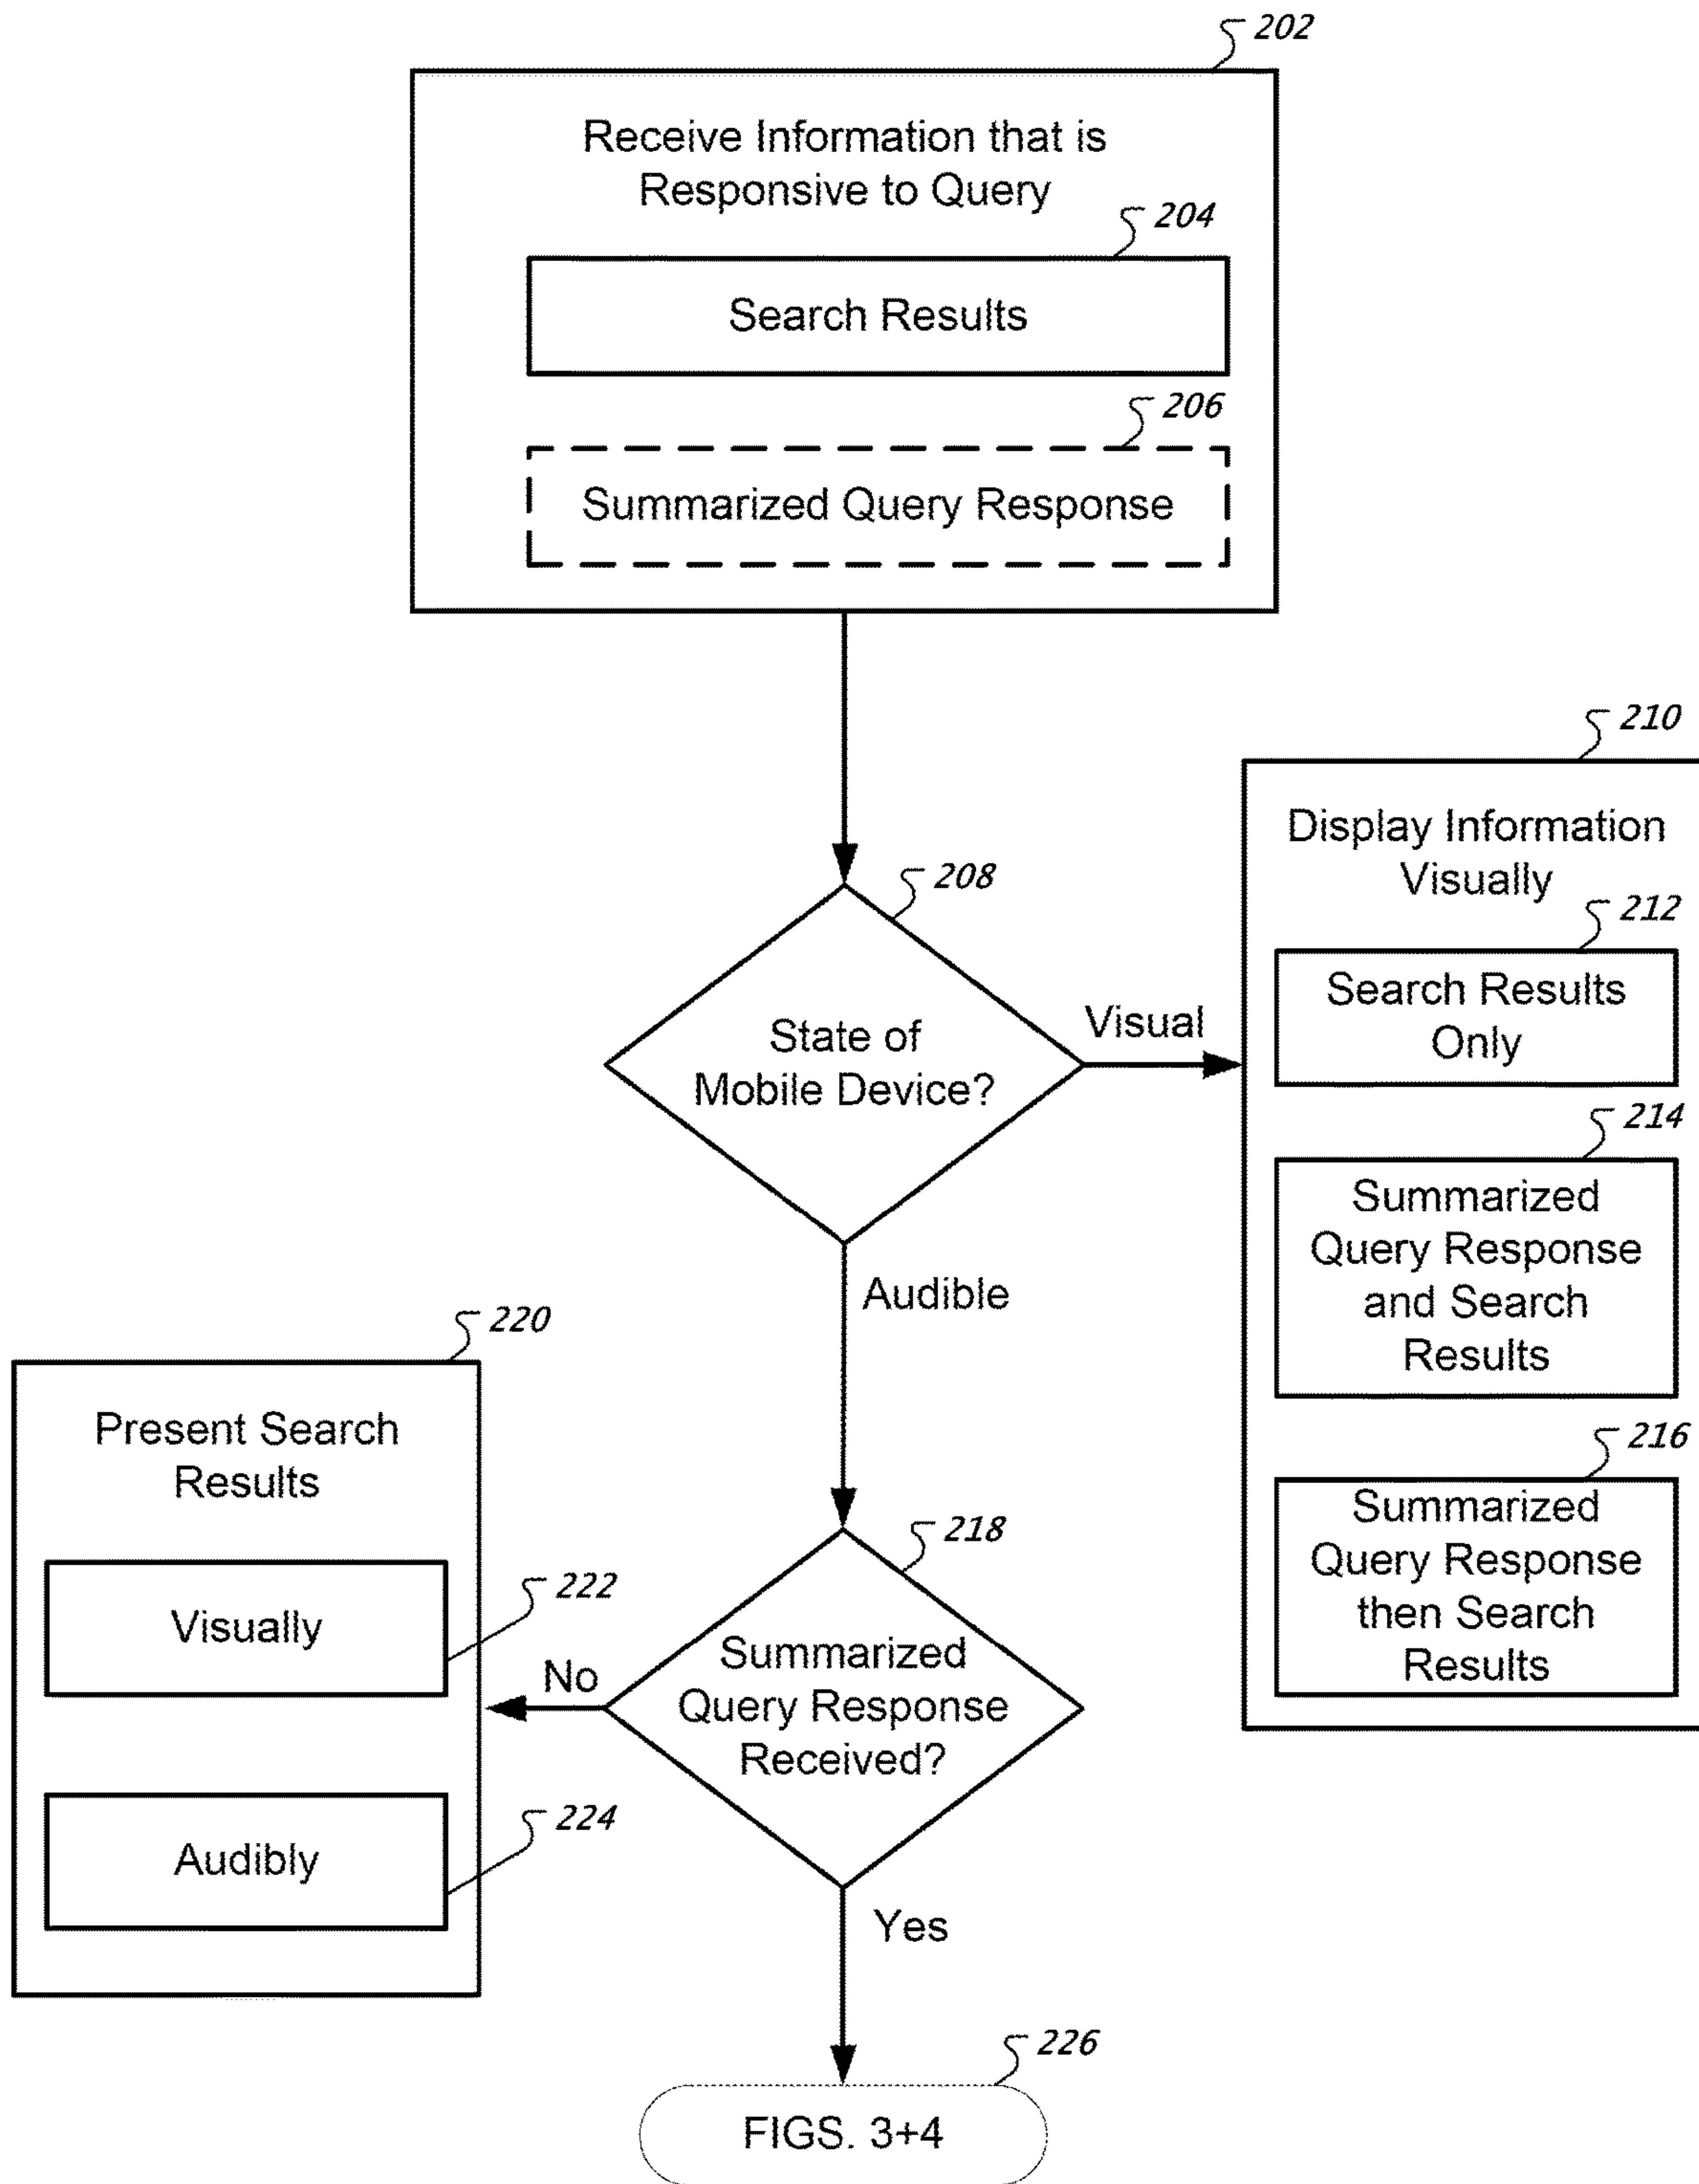 202
Receive Information that is
Responsive to Query
204
Search Results
206
Summarized Query Response
208
State of
Mobile Device?
Visual
Audible
210
Display Information
Visually
212
Search Results
Only
214
Summarized
Query Response
and Search
Results
216
Summarized
Query Response
then Search
Results
218
Summarized
Query Response
Received?
No
Yes
220
Present Search
Results
222
Visually
224
Audibly
226
FIGS. 3+4